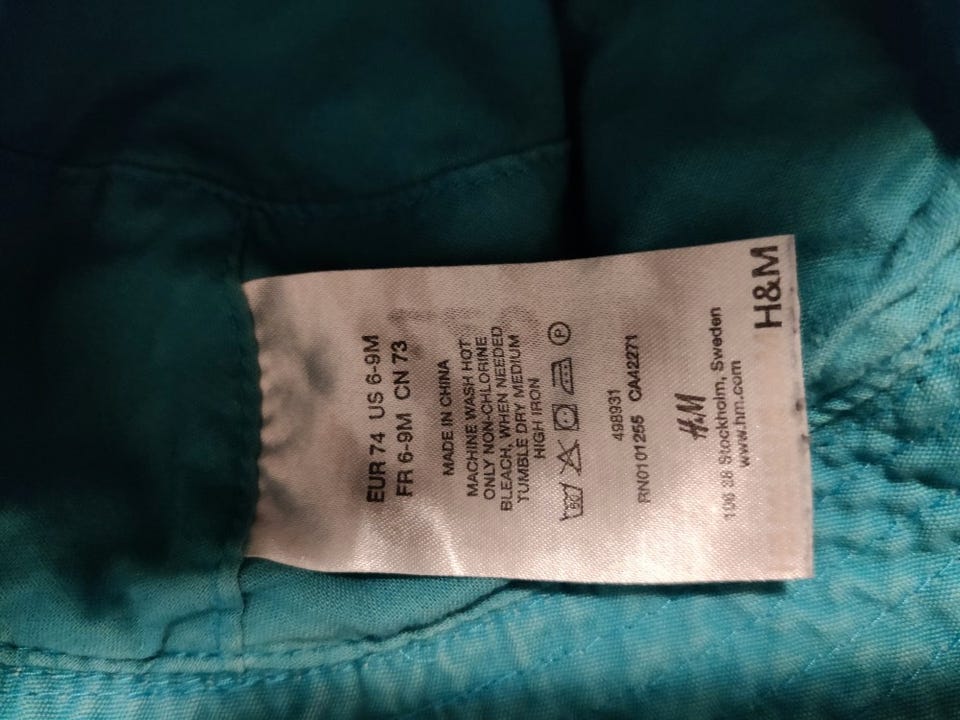 EUR 74 US 6-9M
FR 6-9M CN 73
MADE IN CHINA
MACHINE WASH HOT
ONLY NON-CHLORINE
BLEACH, WHEN NEEDED
TUMBLE DRY MEDIUM
HIGH IRON
60 P
498931
RN0101255 CA42271
H&M
106 38 Stockholm, Sweden
www.hm.com
H&M